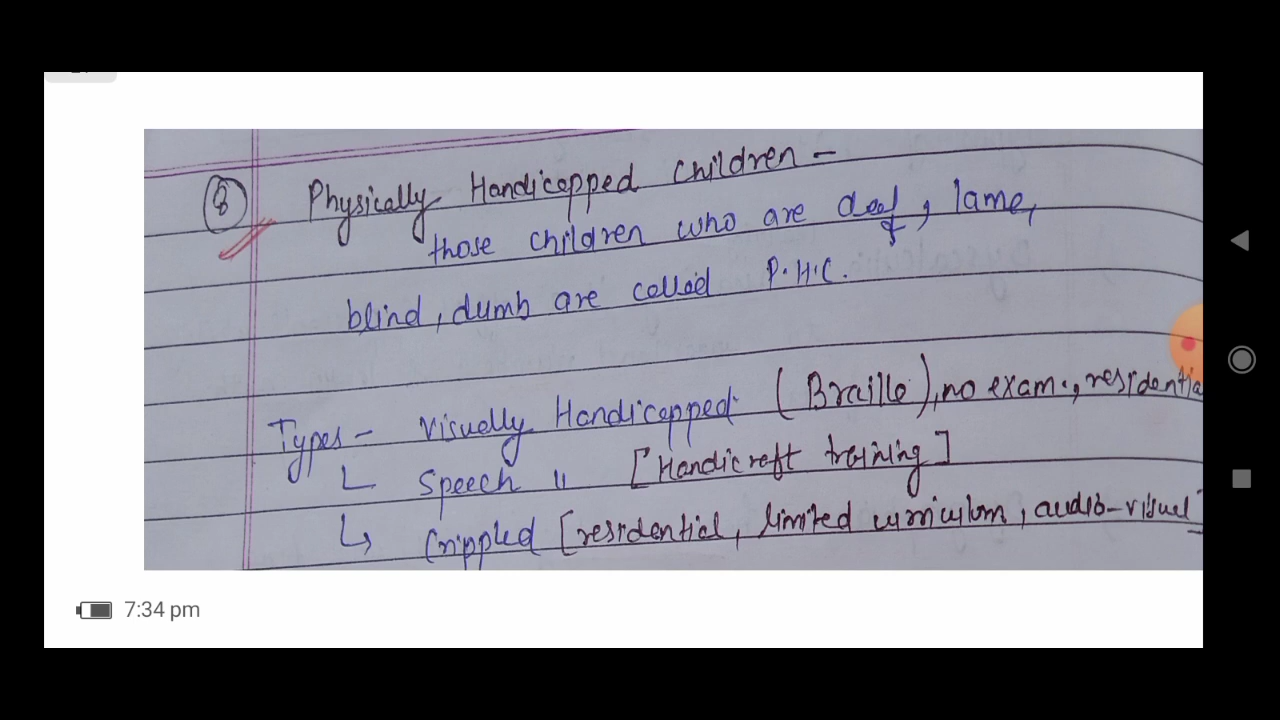 8 Physically Handicapped children -
those children who are deaf, lame,
blind, dumb are called P.H.C.
Types - Visually Handicapped (Braille), no exam., residentia
Speech " [Handicraft training]
Crippled [residential, limited curriculum, audio-visual]
7:34 pm